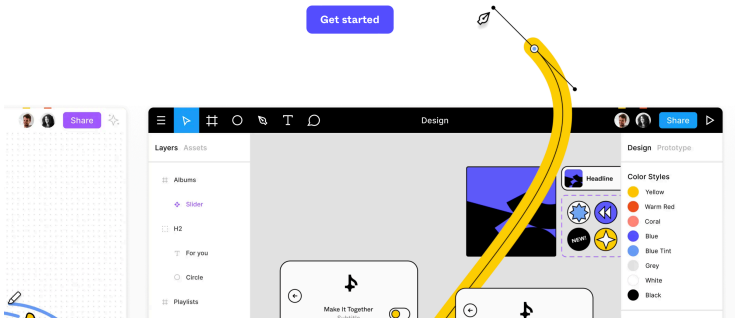 Get started
Share
Design
Share
Layers Assets
Albums
Slider
H2
For you
Circle
Playlists
Headline
NEW!
Make It Together
Subtitle
Design Prototype
Color Styles
Yellow
Warm Red
Coral
Blue
Blue Tint
Grey
White
Black